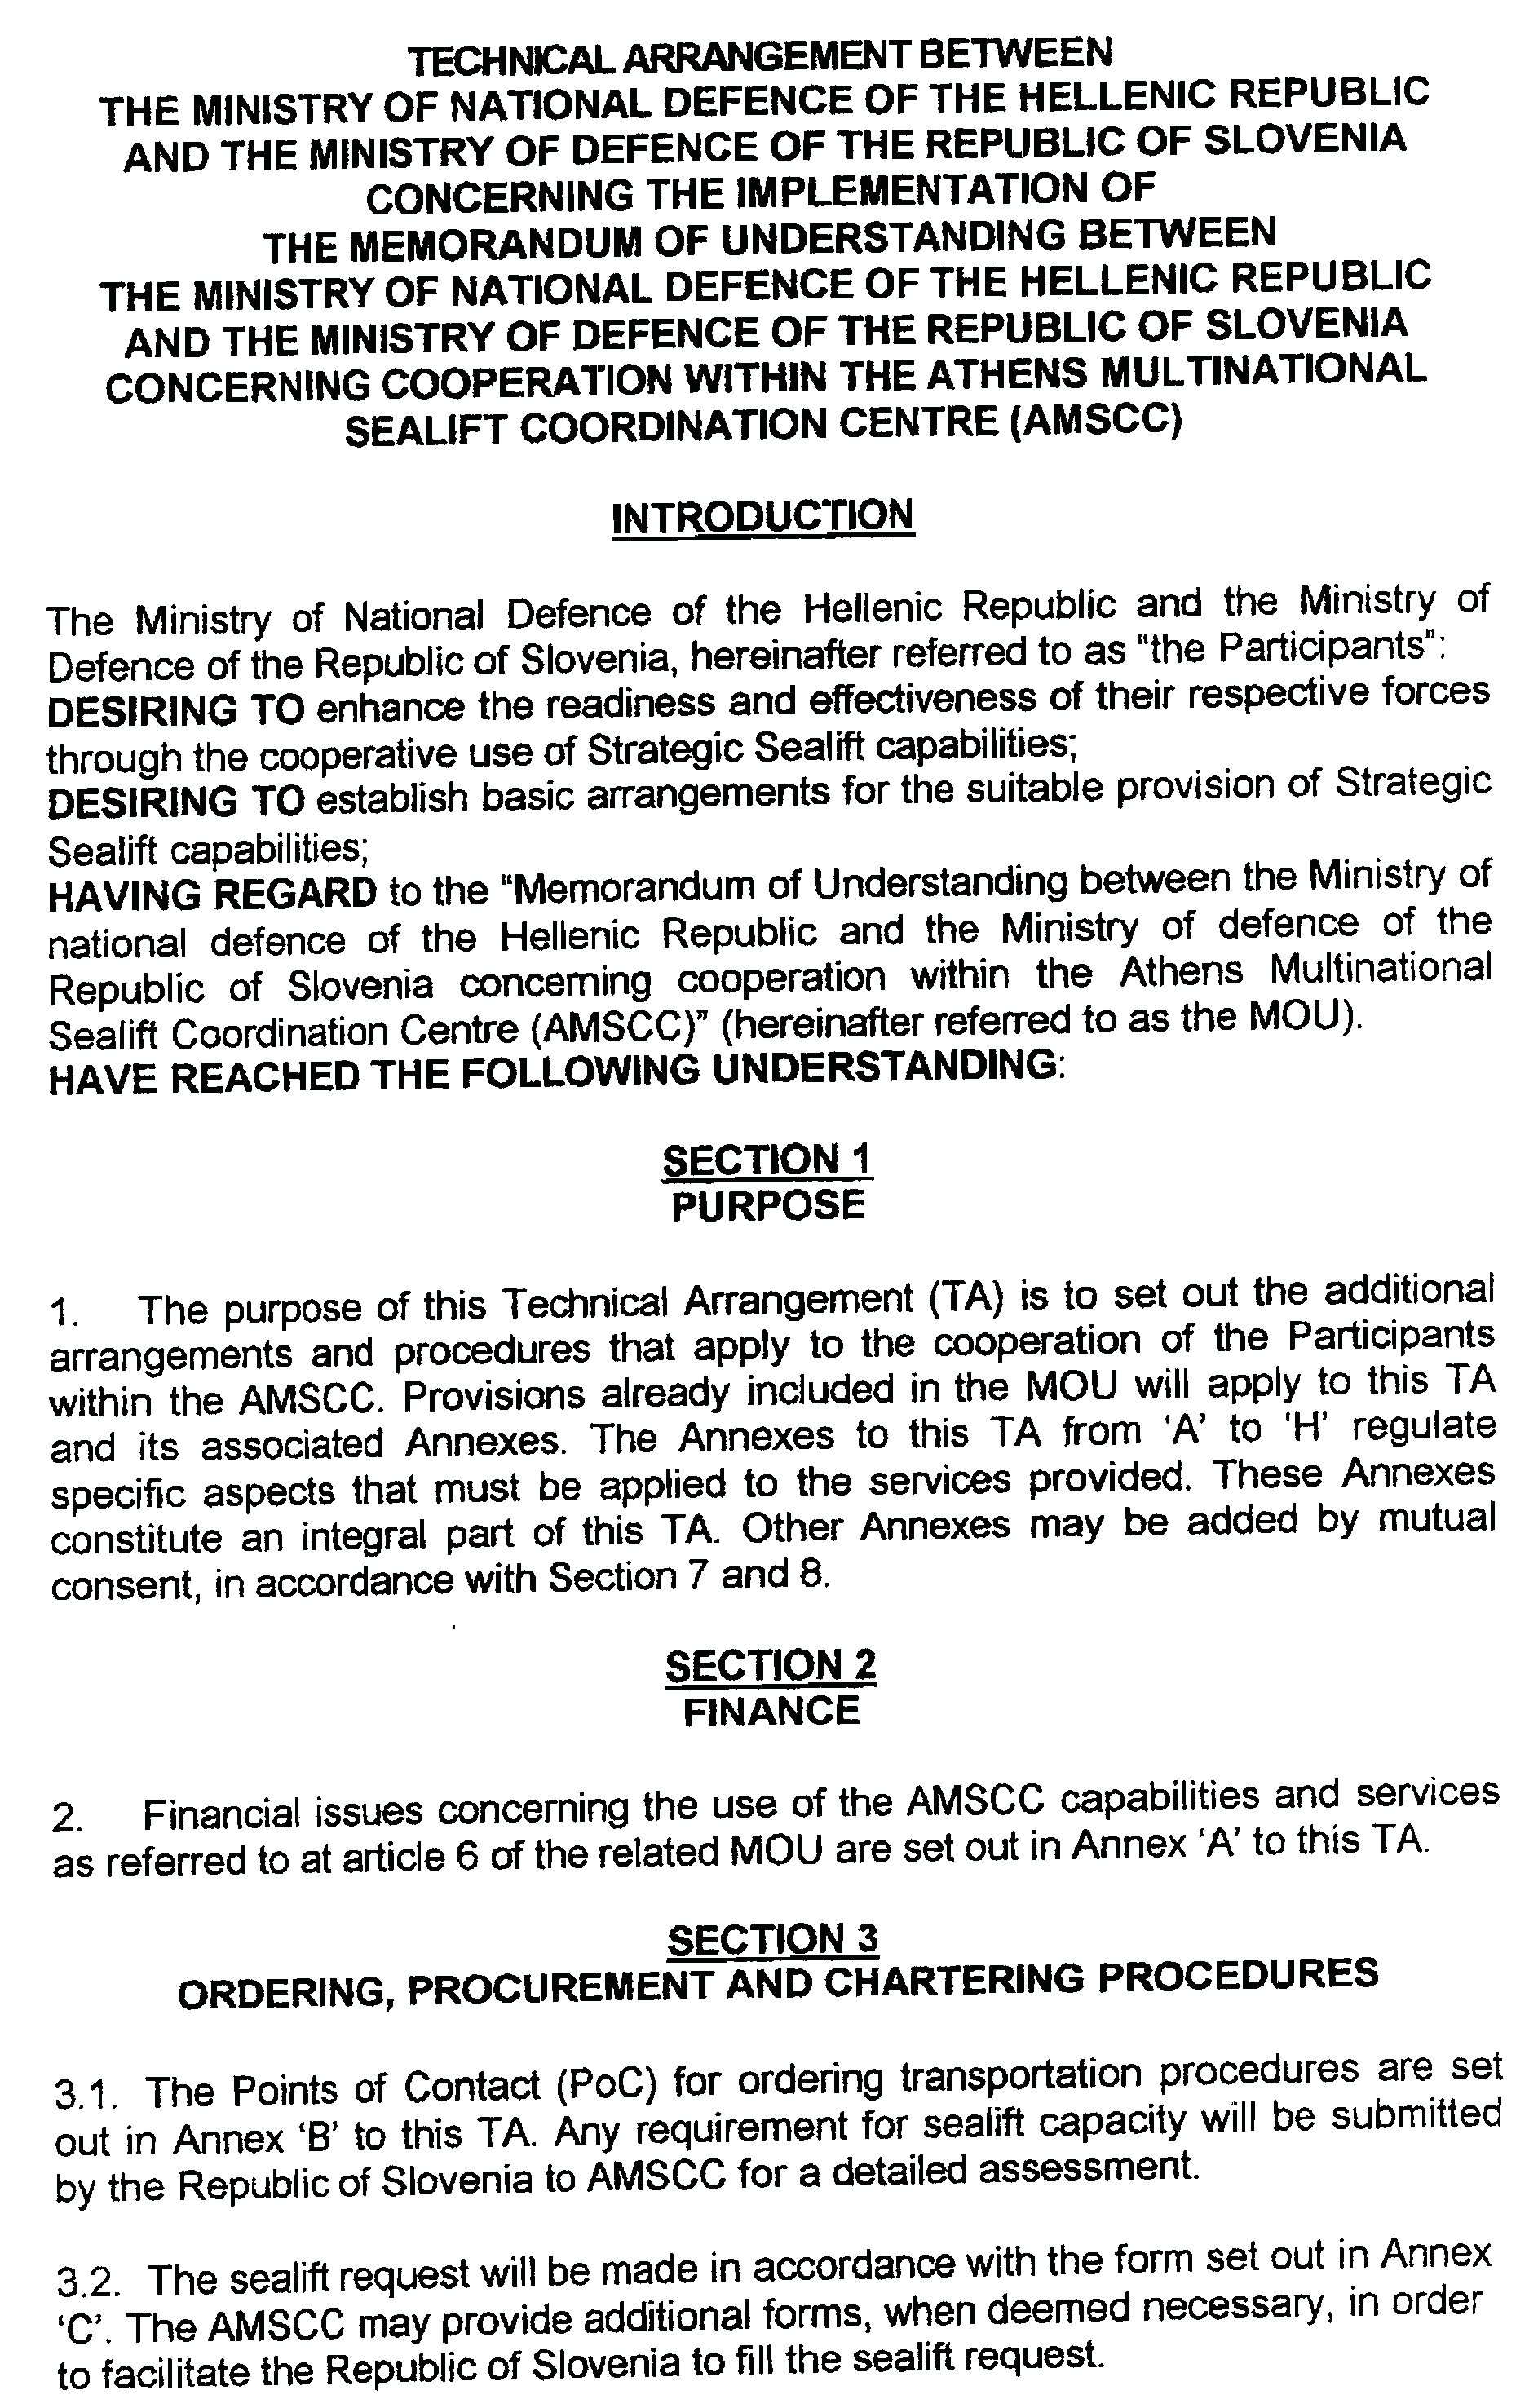 TECHNICAL ARRANGEMENT BETWEEN
THE MINISTRY OF NATIONAL DEFENCE OF THE HELLENIC REPUBLIC
AND THE MINISTRY OF DEFENCE OF THE REPUBLIC OF SLOVENIA
CONCERNING THE IMPLEMENTATION OF
THE MEMORANDUM OF UNDERSTANDING BETWEEN
THE MINISTRY OF NATIONAL DEFENCE OF THE HELLENIC REPUBLIC
AND THE MINISTRY OF DEFENCE OF THE REPUBLIC OF SLOVENIA
CONCERNING COOPERATION WITHIN THE ATHENS MULTINATIONAL
SEALIFT COORDINATION CENTRE (AMSCC)
INTRODUCTION
The Ministry of National Defence of the Hellenic Republic and the Ministry of
Defence of the Republic of Slovenia, hereinafter referred to as "the Participants":
DESIRING TO enhance the readiness and effectiveness of their respective forces
through the cooperative use of Strategic Sealift capabilities;
DESIRING TO establish basic arrangements for the suitable provision of Strategic
Sealift capabilities;
HAVING REGARD to the "Memorandum of Understanding between the Ministry of
national defence of the Hellenic Republic and the Ministry of defence of the
Republic of Slovenia concerning cooperation within the Athens Multinational
Sealift Coordination Centre (AMSCC)" (hereinafter referred to as the MOU).
HAVE REACHED THE FOLLOWING UNDERSTANDING:
SECTION 1
PURPOSE
1. The purpose of this Technical Arrangement (TA) is to set out the additional
arrangements and procedures that apply to the cooperation of the Participants
within the AMSCC. Provisions already included in the MOU will apply to this TA
and its associated Annexes. The Annexes to this TA from 'A' to 'H' regulate
specific aspects that must be applied to the services provided. These Annexes
constitute an integral part of this TA. Other Annexes may be added by mutual
consent, in accordance with Section 7 and 8.
SECTION 2
FINANCE
2. Financial issues concerning the use of the AMSCC capabilities and services
as referred to at article 6 of the related MOU are set out in Annex 'A' to this TA.
SECTION 3
ORDERING, PROCUREMENT AND CHARTERING PROCEDURES
3.1. The Points of Contact (PoC) for ordering transportation procedures are set
out in Annex 'B' to this TA. Any requirement for sealift capacity will be submitted
by the Republic of Slovenia to AMSCC for a detailed assessment.
3.2. The sealift request will be made in accordance with the form set out in Annex
'C'. The AMSCC may provide additional forms, when deemed necessary, in order
to facilitate the Republic of Slovenia to fill the sealift request.